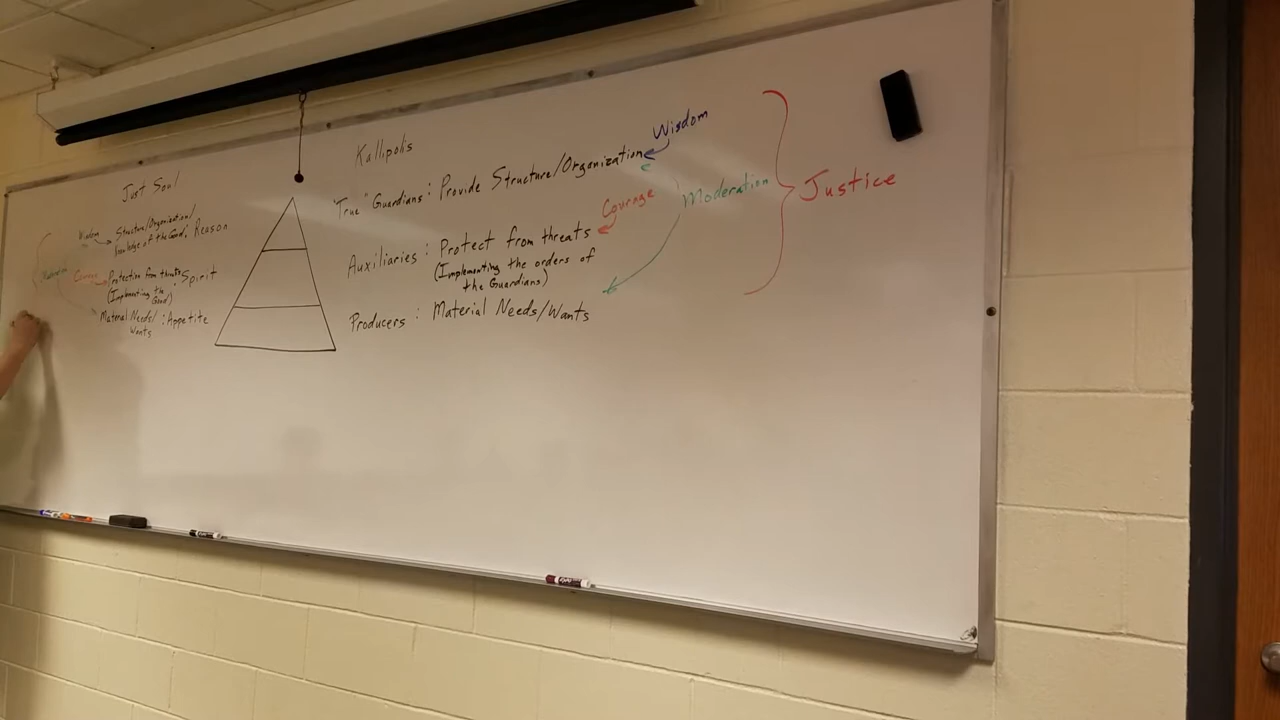 Just Soul
Wisdom
Structure/Organization/
Knowledge of the Good: Reason
Moderation
Courage
Protection from threats: Spirit
(Implementing the
Good)
Material Needs/ : Appetite
Wants
Kallipolis
Wisdom
"True" Guardians: Provide Structure/Organization
Courage
Moderation
Justice
Auxiliaries: Protect from threats
(Implementing the orders of
the Guardians)
Producers: Material Needs/Wants